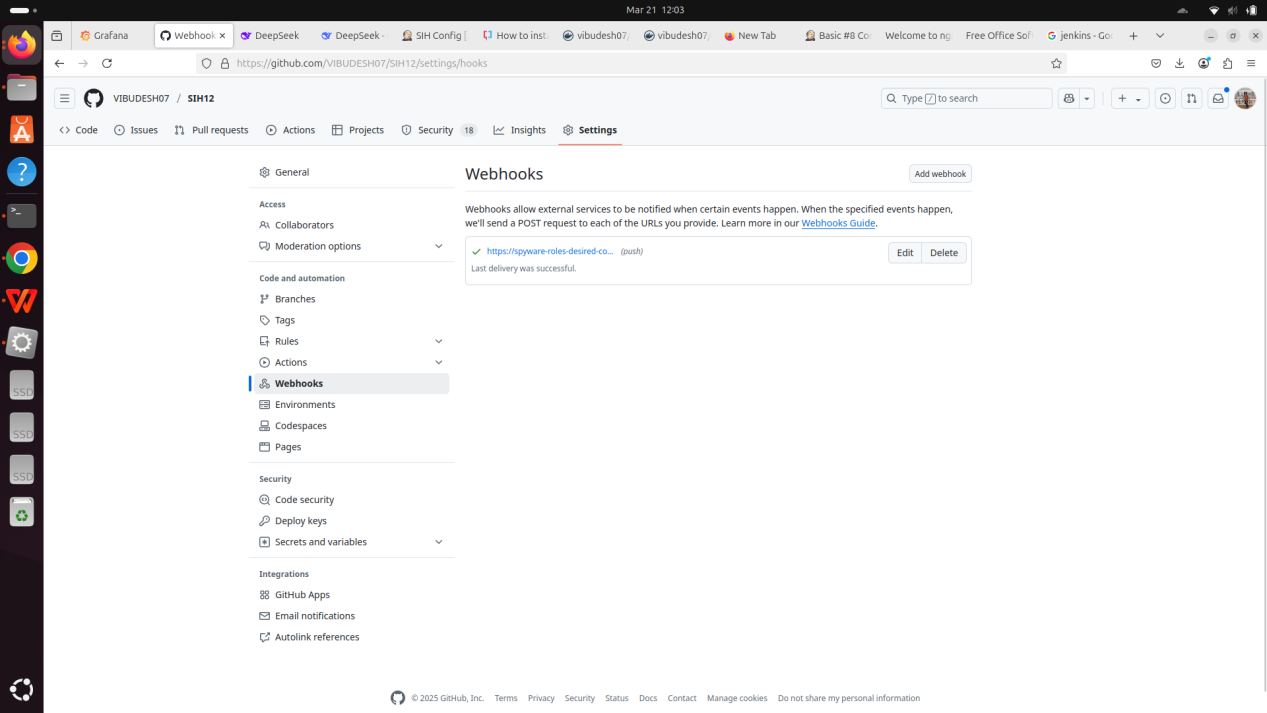 Mar 21 12:03
Grafana
Webhook
DeepSeek
DeepSeek -
SIH Config [
How to inst
vibudesh07/
vibudesh07/
New Tab
Basic #8 Co
Welcome to ng
Free Office Sof
jenkins - Goo
https://github.com/VIBUDESH07/SIH12/settings/hooks
VIBUDESH07 / SIH12
Type / to search
Code
Issues
Pull requests
Actions
Projects
Security 18
Insights
Settings
General
Access
Collaborators
Moderation options
Code and automation
Branches
Tags
Rules
Actions
Webhooks
Environments
Codespaces
Pages
Security
Code security
Deploy keys
Secrets and variables
Integrations
GitHub Apps
Email notifications
Autolink references
Webhooks
Add webhook
Webhooks allow external services to be notified when certain events happen. When the specified events happen,
we'll send a POST request to each of the URLs you provide. Learn more in our Webhooks Guide.
https://spyware-roles-desired-co... (push)
Edit
Delete
Last delivery was successful.
SSD
SSD
SSD
© 2025 GitHub, Inc.
Terms
Privacy
Security
Status
Docs
Contact
Manage cookies
Do not share my personal information